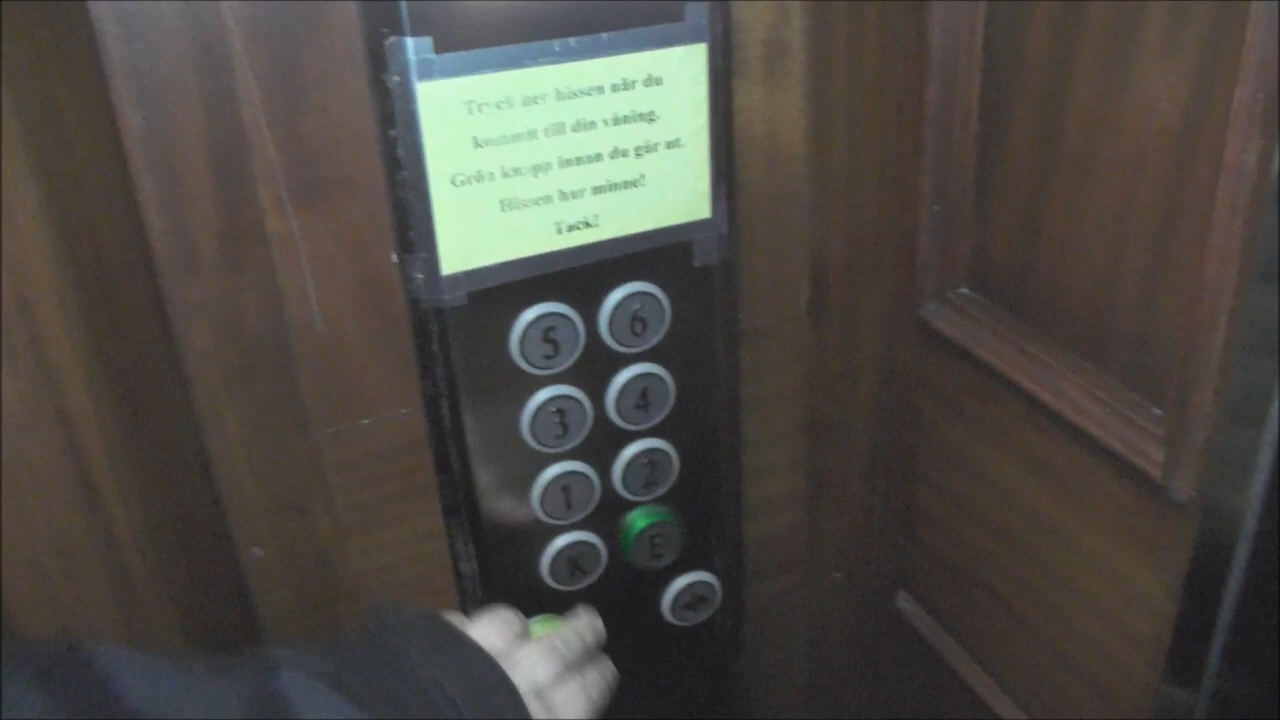 Tryck ner hissen när du
kommit till din våning.
Grön knapp innan du går ut.
Hissen har minne!
Tack!
5 6
3 4
1 2
K E